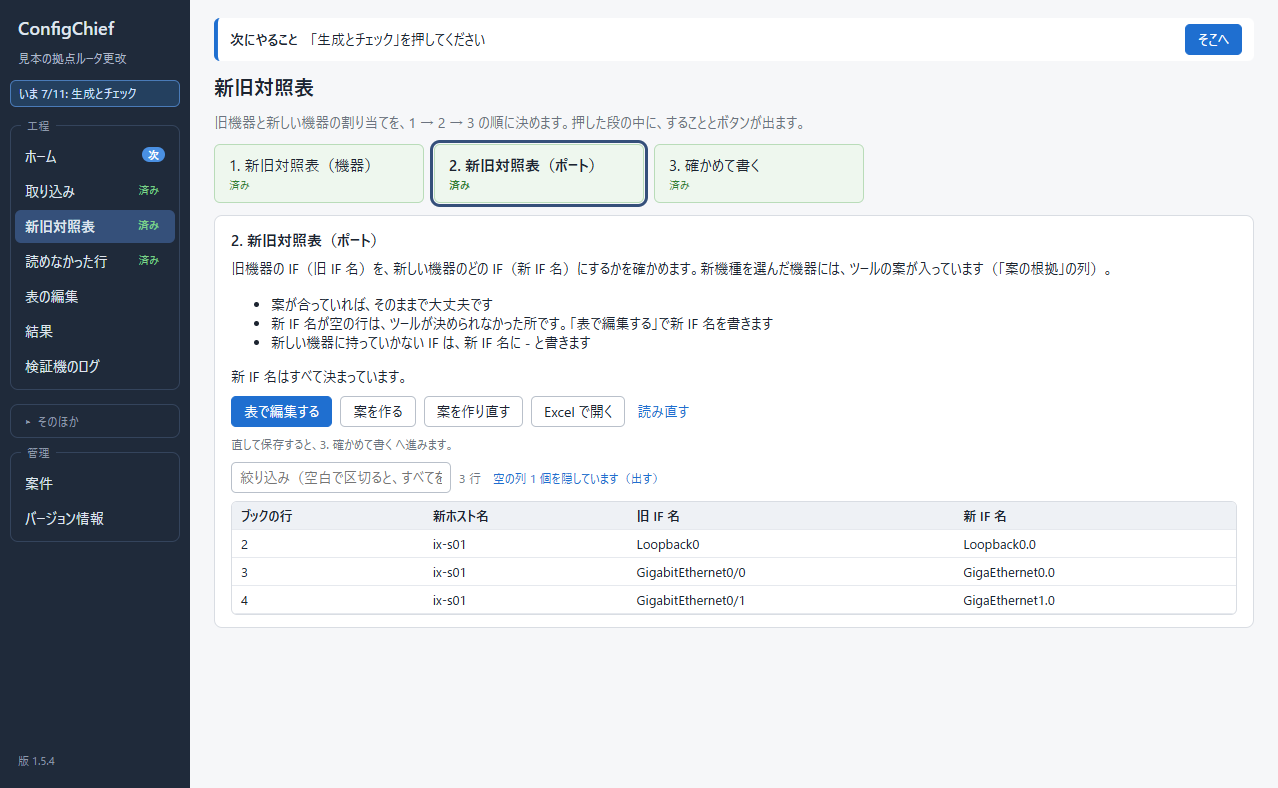 ConfigChief
見本の拠点ルータ更改
いま 7/11: 生成とチェック
工程
ホーム 次
取り込み 済み
新旧対照表 済み
読めなかった行 済み
表の編集
結果
検証機のログ
▸ そのほか
管理
案件
バージョン情報
版 1.5.4
次にやること 「生成とチェック」を押してください
そこへ
新旧対照表
旧機器と新しい機器の割り当てを、1 → 2 → 3 の順に決めます。押した段の中に、することとボタンが出ます。
1. 新旧対照表（機器）
済み
2. 新旧対照表（ポート）
済み
3. 確かめて書く
済み
2. 新旧対照表（ポート）
旧機器の IF（旧 IF 名）を、新しい機器のどの IF（新 IF 名）にするかを確かめます。新機種を選んだ機器には、ツールの案が入っています（「案の根拠」の列）。
• 案が合っていれば、そのままで大丈夫です
• 新 IF 名が空の行は、ツールが決められなかった所です。「表で編集する」で新 IF 名を書きます
• 新しい機器に持っていかない IF は、新 IF 名に - と書きます
新 IF 名はすべて決まっています。
表で編集する 案を作る 案を作り直す Excel で開く 読み直す
直して保存すると、3. 確かめて書く へ進みます。
絞り込み（空白で区切ると、すべてを 3 行 空の列 1 個を隠しています（出す）
ブックの行 新ホスト名 旧 IF 名 新 IF 名
2 ix-s01 Loopback0 Loopback0.0
3 ix-s01 GigabitEthernet0/0 GigaEthernet0.0
4 ix-s01 GigabitEthernet0/1 GigaEthernet1.0